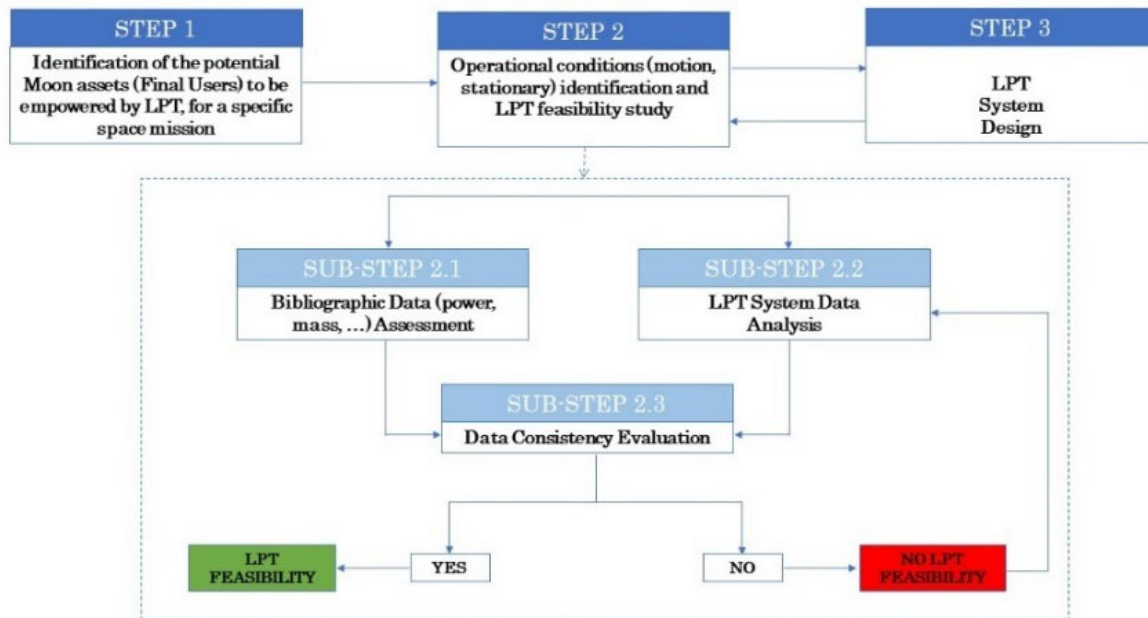 STEP 1
Identification of the potential
Moon assets (Final Users) to be
empowered by LPT, for a specific
space mission
STEP 2
Operational conditions (motion,
stationary) identification and
LPT feasibility study
STEP 3
LPT
System
Design
SUB-STEP 2.1
Bibliographic Data (power,
mass, ...) Assessment
SUB-STEP 2.2
LPT System Data
Analysis
SUB-STEP 2.3
Data Consistency Evaluation
LPT
FEASIBILITY
YES
NO
NO LPT
FEASIBILITY